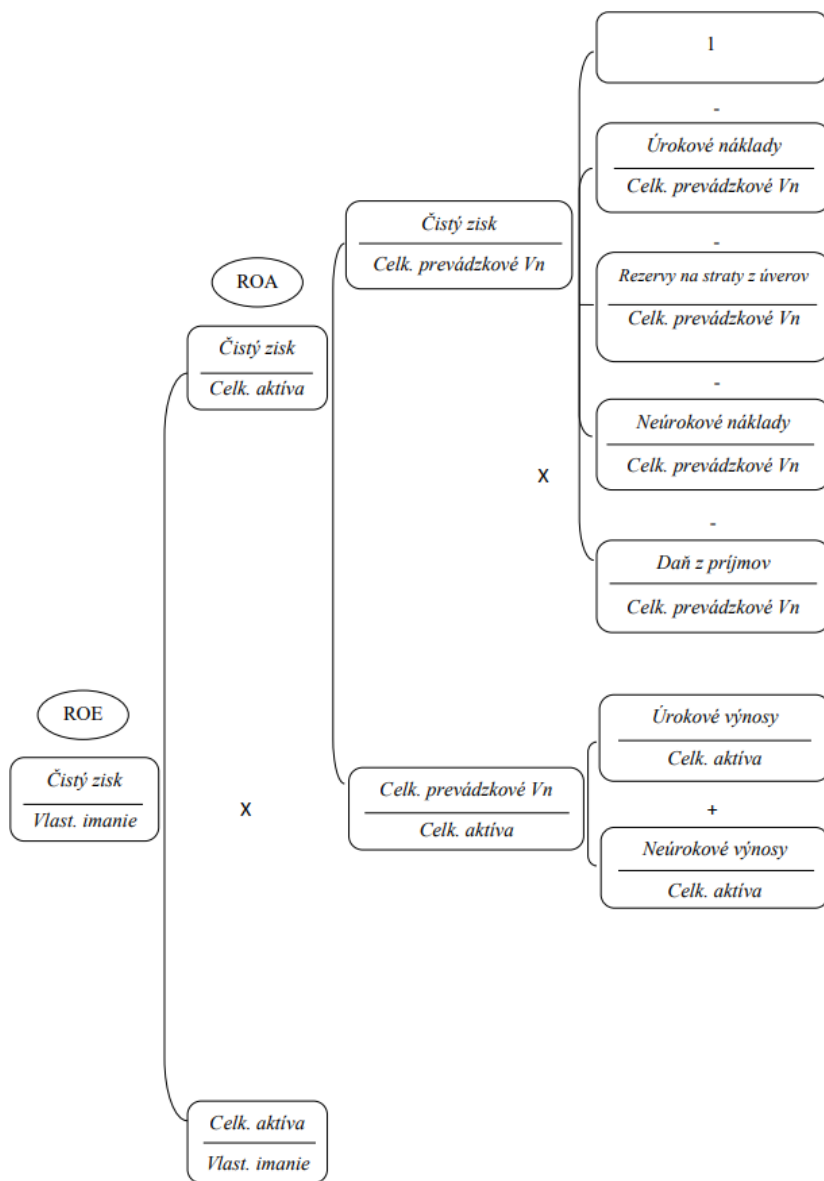 1
-
Úrokové náklady
Celk. prevádzkové Vn
-
Čistý zisk
Celk. prevádzkové Vn
Rezervy na straty z úverov
Celk. prevádzkové Vn
ROA
Čistý zisk
Celk. aktíva
-
Neúrokové náklady
Celk. prevádzkové Vn
X
-
Daň z príjmov
Celk. prevádzkové Vn
ROE
Čistý zisk
Vlast. imanie
X
Celk. prevádzkové Vn
Celk. aktíva
Úrokové výnosy
Celk. aktíva
+
Neúrokové výnosy
Celk. aktíva
Celk. aktíva
Vlast. imanie